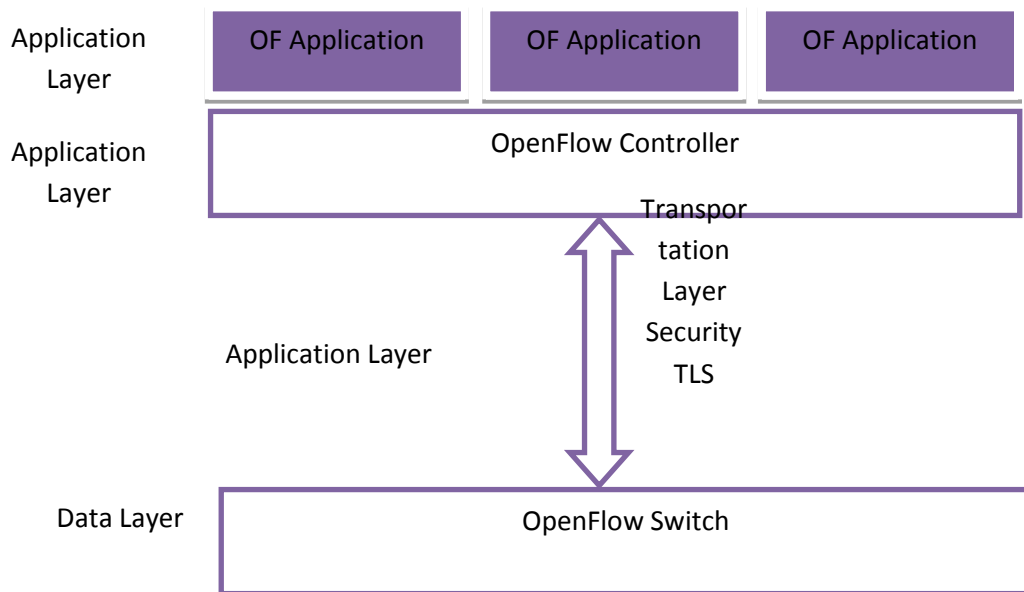 Application
Layer
OF Application
OF Application
OF Application
Application
Layer
OpenFlow Controller
Transpor
tation
Layer
Security
TLS
Application Layer
Data Layer
OpenFlow Switch